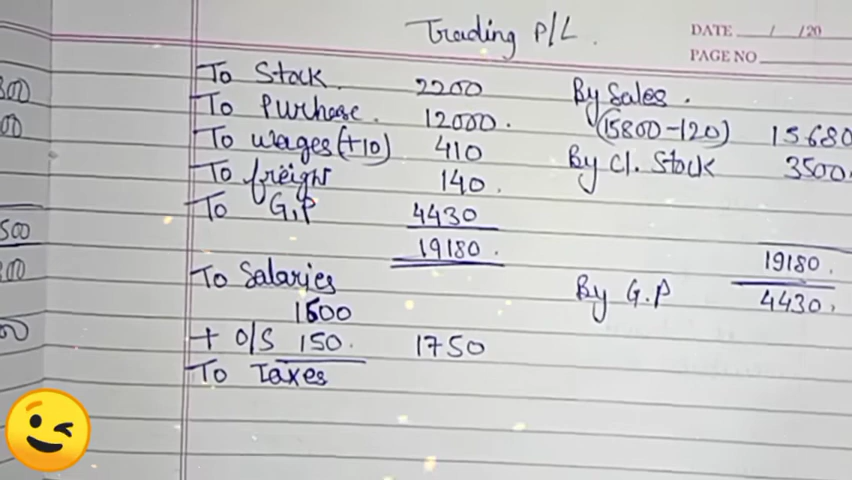 Trading P/L.
DATE / /20
PAGE NO
To Stock. 2200 By Sales.
To Purchase. 12000. (15800-120) 15680
To wages(+10) 410 By Cl. Stock 3500.
To freight 140.
To G.P 4430
19180. 19180.
To Salaries By G.P 4430.
1600
+ O/S 150. 1750
To Taxes
500